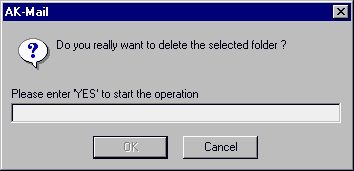 AK-Mail
Do you really want to delete the selected folder ?
Please enter 'YES' to start the operation
OK
Cancel